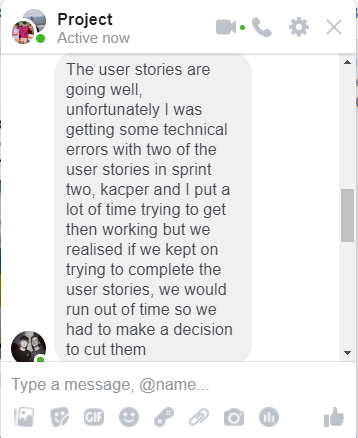 Project
Active now
The user stories are
going well,
unfortunately I was
getting some technical
errors with two of the
user stories in sprint
two, kacper and I put a
lot of time trying to get
then working but we
realised if we kept on
trying to complete the
user stories, we would
run out of time so we
had to make a decision
to cut them
Type a message, @name...
GIF